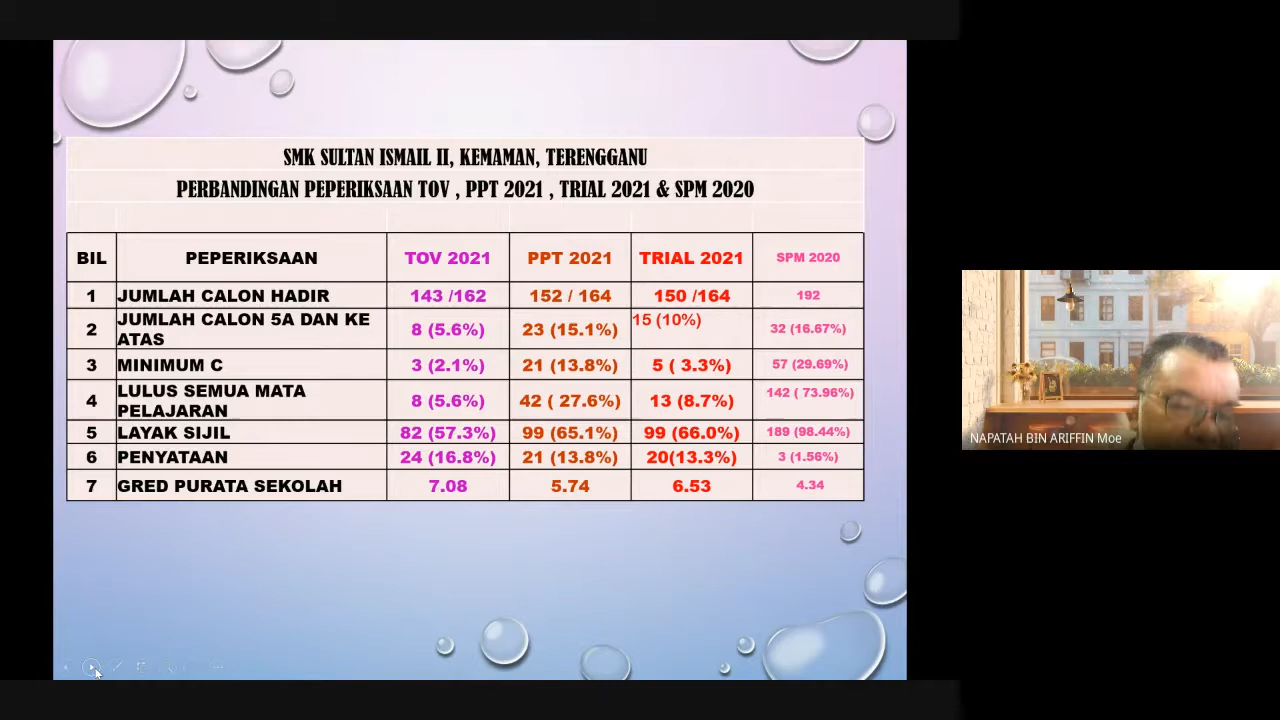 SMK SULTAN ISMAIL II, KEMAMAN, TERENGGANU
PERBANDINGAN PEPERIKSAAN TOV , PPT 2021 , TRIAL 2021 & SPM 2020
BIL PEPERIKSAAN TOV 2021 PPT 2021 TRIAL 2021 SPM 2020
1 JUMLAH CALON HADIR 143 /162 152 / 164 150 /164 192
2 JUMLAH CALON 5A DAN KE ATAS 8 (5.6%) 23 (15.1%) 15 (10%) 32 (16.67%)
3 MINIMUM C 3 (2.1%) 21 (13.8%) 5 ( 3.3%) 57 (29.69%)
4 LULUS SEMUA MATA PELAJARAN 8 (5.6%) 42 ( 27.6%) 13 (8.7%) 142 ( 73.96%)
5 LAYAK SIJIL 82 (57.3%) 99 (65.1%) 99 (66.0%) 189 (98.44%)
6 PENYATAAN 24 (16.8%) 21 (13.8%) 20(13.3%) 3 (1.56%)
7 GRED PURATA SEKOLAH 7.08 5.74 6.53 4.34
NAPATAH BIN ARIFFIN Moe